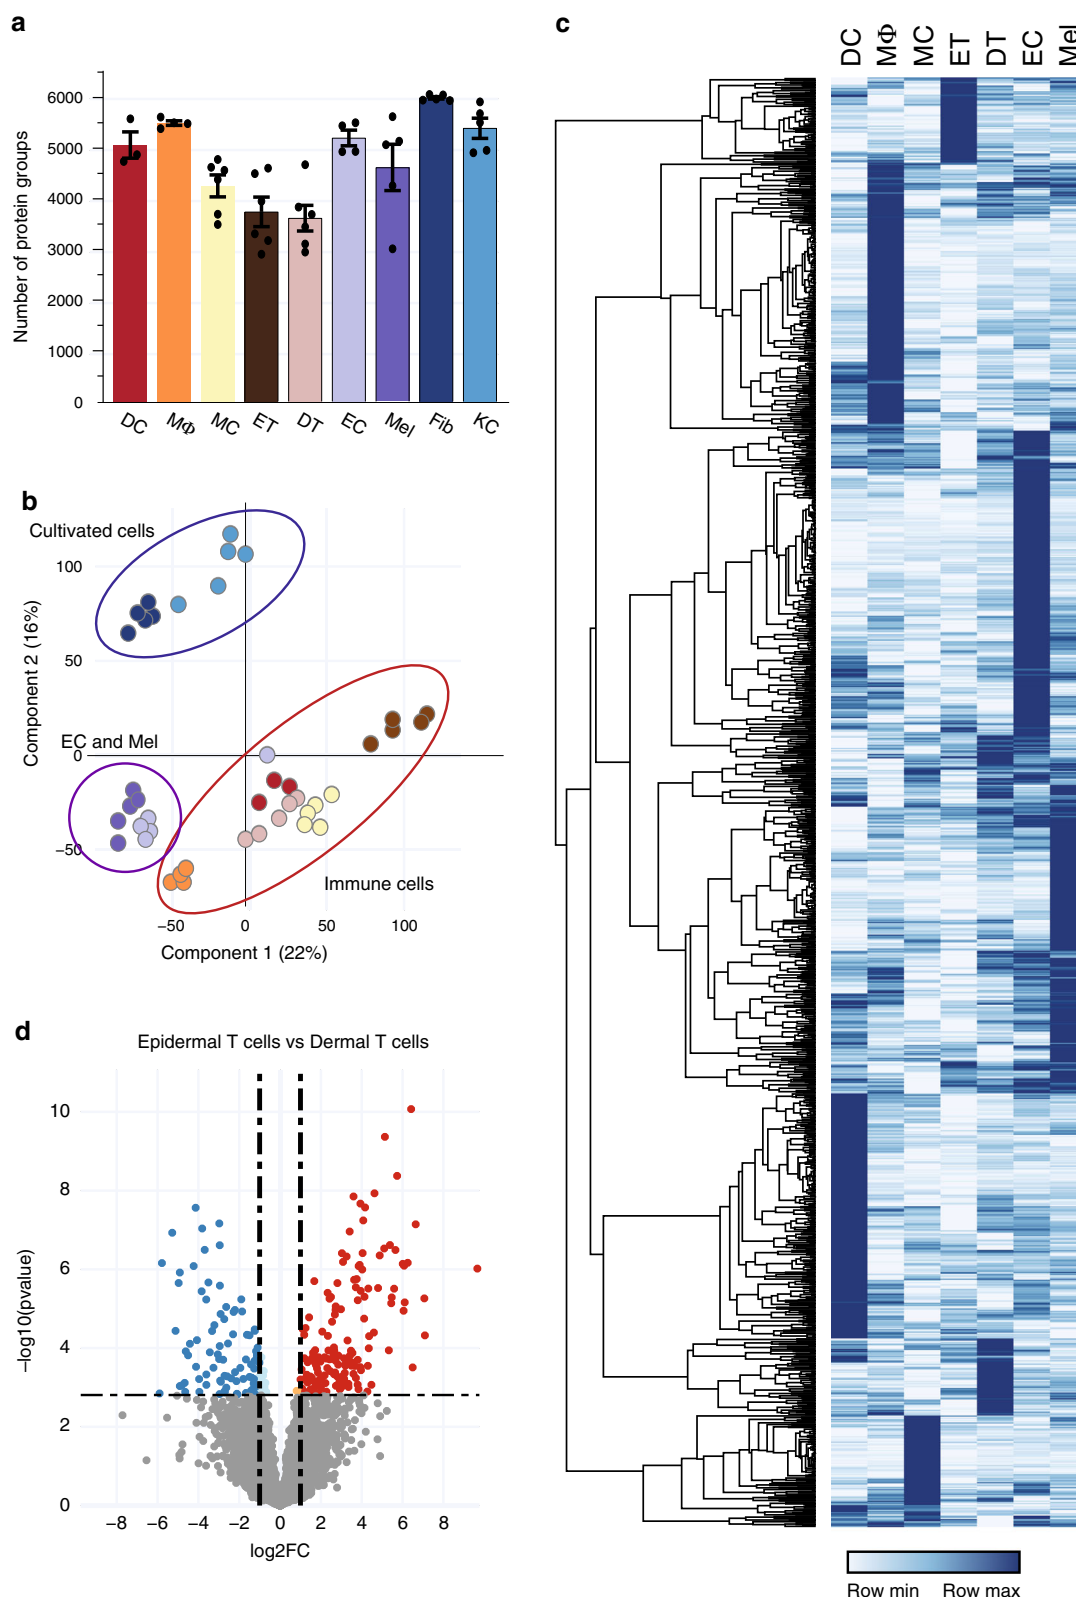 a
Number of protein groups
6000
5000
4000
3000
2000
1000
0
DC MΦ MC ET DT EC Mel Fib KC
b
Cultivated cells
EC and Mel
Immune cells
Component 2 (16%)
100
50
0
−50
−50 0 50 100
Component 1 (22%)
c
DC MΦ MC ET DT EC Mel
Row min Row max
d
Epidermal T cells vs Dermal T cells
−log10(pvalue)
10
8
6
4
2
0
−8 −6 −4 −2 0 2 4 6 8
log2FC